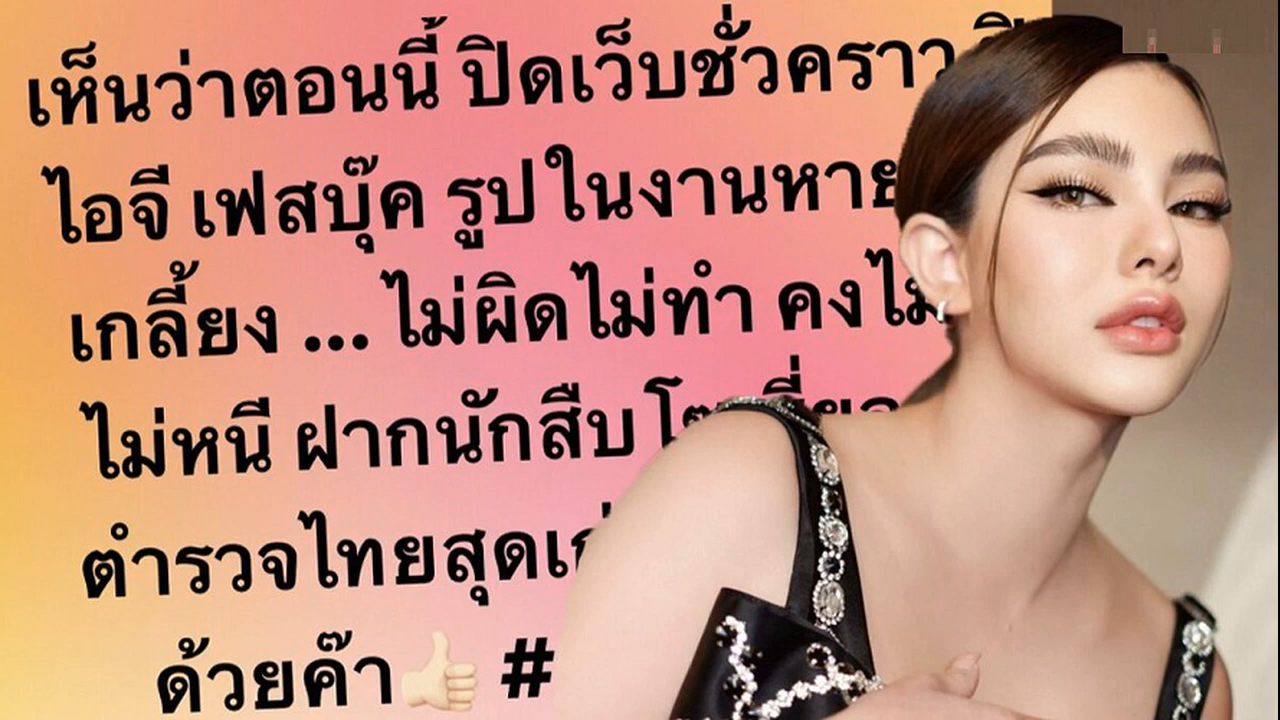 เห็นว่าตอนนี้ ปิดเว็บชั่วคราว
ไอจี เฟสบุ๊ค รูปในงานหาย
เกลี้ยง ... ไม่ผิดไม่ทำ คงไม่
ไม่หนี ฝากนักสืบ
ตำรวจไทยสุด
ด้วยค๊า👍🏻 #